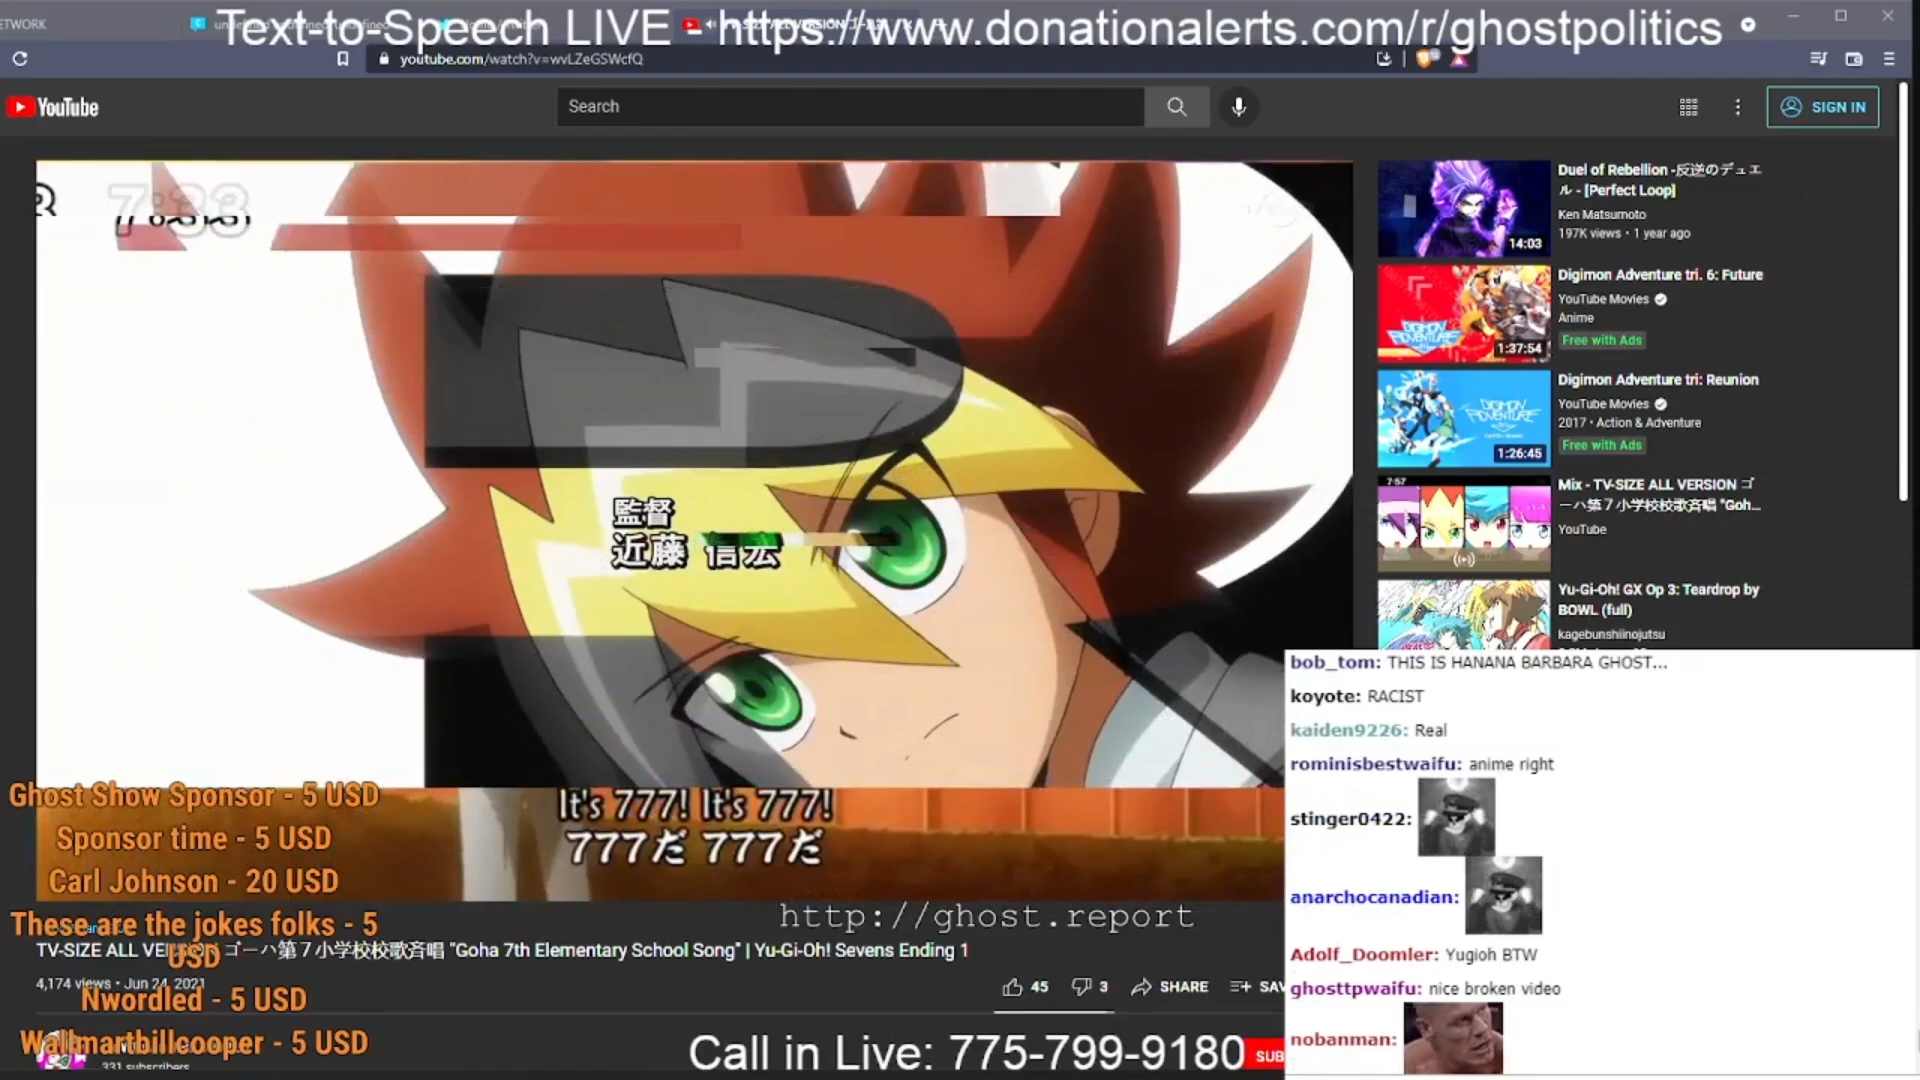 ETWORK
Text-to-Speech LIVE - https://www.donationalerts.com/r/ghostpolitics
youtube.com/watch?v=wvLZeGSWcfQ
YouTube
Search
SIGN IN
7:33
Duel of Rebellion -反逆のデュエ
ル - [Perfect Loop]
Ken Matsumoto
197K views • 1 year ago
14:03
Digimon Adventure tri. 6: Future
YouTube Movies
Anime
Free with Ads
1:37:54
Digimon Adventure tri: Reunion
YouTube Movies
2017 • Action & Adventure
Free with Ads
1:26:45
7:57
Mix - TV-SIZE ALL VERSION ゴ
ーハ第７小学校校歌斉唱 "Goh...
YouTube
Yu-Gi-Oh! GX Op 3: Teardrop by
BOWL (full)
kagebunshiinojutsu
監督
近藤 信宏
It's 777! It's 777!
777だ 777だ
Ghost Show Sponsor - 5 USD
Sponsor time - 5 USD
Carl Johnson - 20 USD
These are the jokes folks - 5
USD
Nwordled - 5 USD
Wallmartbillcooper - 5 USD
http://ghost.report
TV-SIZE ALL VE ゴーハ第７小学校校歌斉唱 "Goha 7th Elementary School Song" | Yu-Gi-Oh! Sevens Ending 1
4,174 views • Jun 24, 2021
45
3
SHARE
SAV
331 subscribers
Call in Live: 775-799-9180
SUB
bob_tom: THIS IS HANANA BARBARA GHOST...
koyote: RACIST
kaiden9226: Real
rominisbestwaifu: anime right
stinger0422:
anarchocanadian:
Adolf_Doomler: Yugioh BTW
ghosttpwaifu: nice broken video
nobanman: